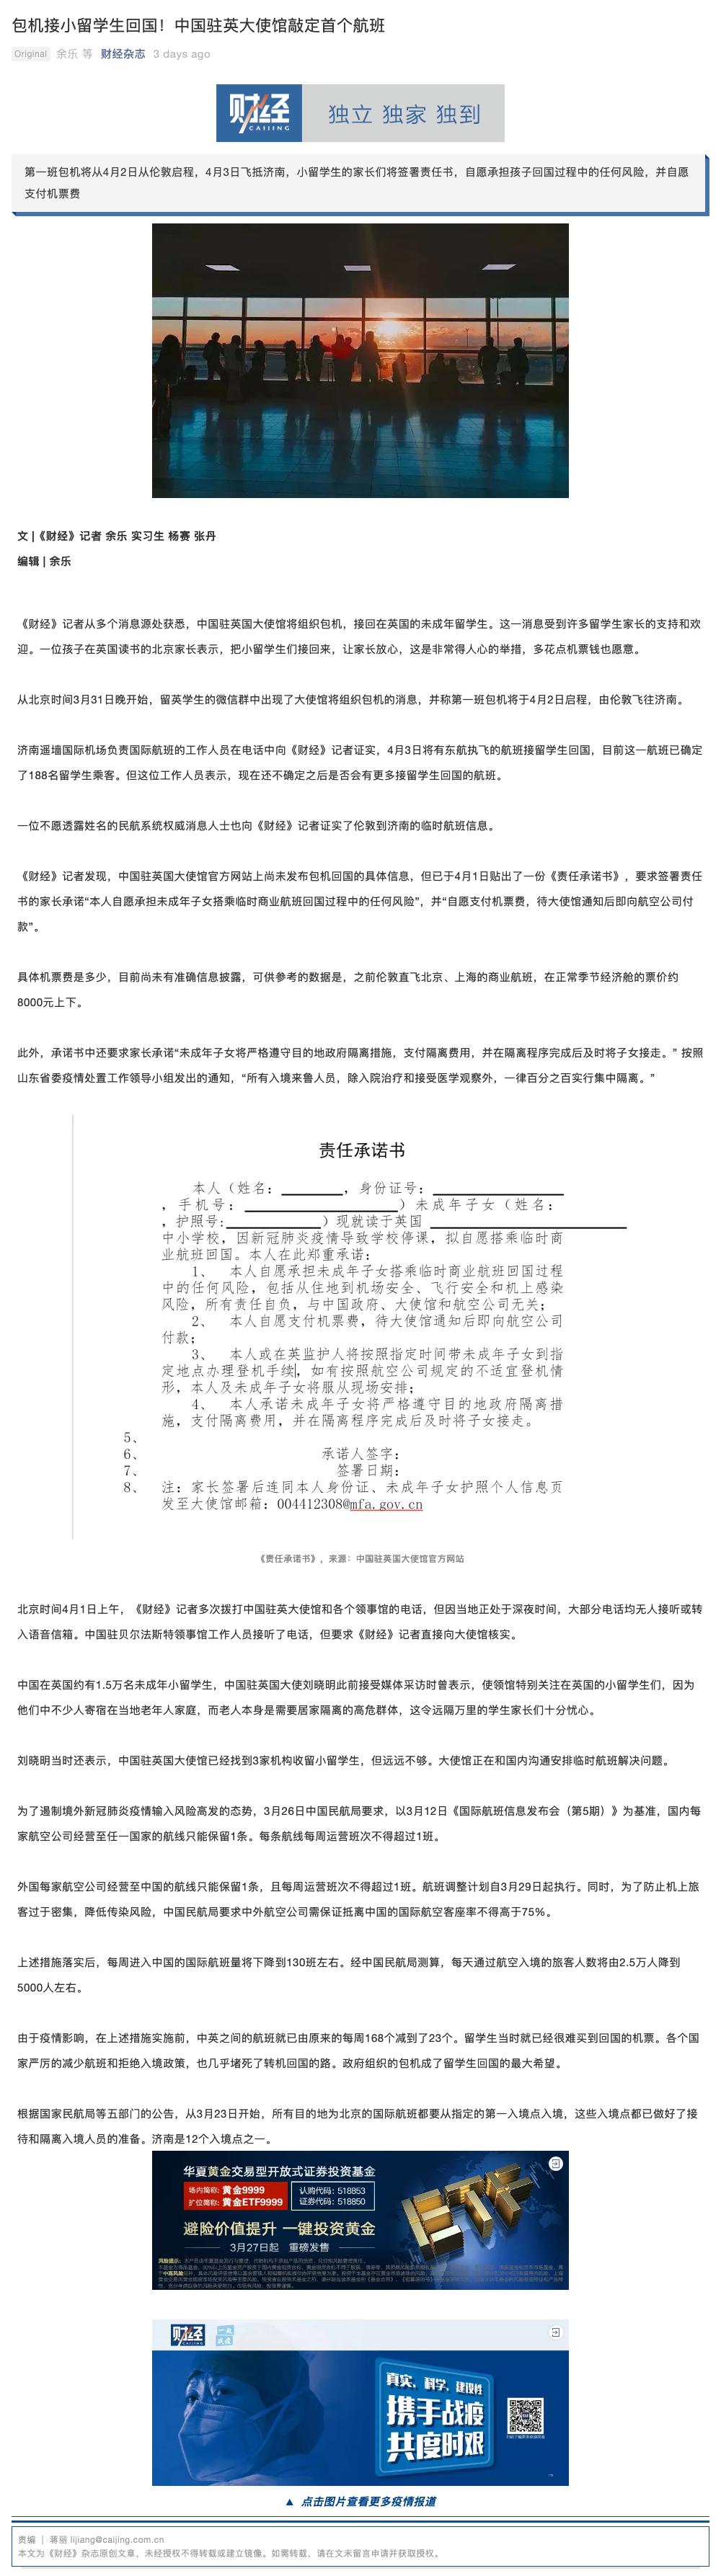 包机接小留学生回国！中国驻英大使馆敲定首个航班
Original 余乐 等 财经杂志 3 days ago
财经 CAIJING 独立 独家 独到
第一班包机将从4月2日从伦敦启程，4月3日飞抵济南，小留学生的家长们将签署责任书，自愿承担孩子回国过程中的任何风险，并自愿
支付机票费
文 |《财经》记者 余乐 实习生 杨赛 张丹
编辑 | 余乐
《财经》记者从多个消息源处获悉，中国驻英国大使馆将组织包机，接回在英国的未成年留学生。这一消息受到许多留学生家长的支持和欢
迎。一位孩子在英国读书的北京家长表示，把小留学生们接回来，让家长放心，这是非常得人心的举措，多花点机票钱也愿意。
从北京时间3月31日晚开始，留英学生的微信群中出现了大使馆将组织包机的消息，并称第一班包机将于4月2日启程，由伦敦飞往济南。
济南遥墙国际机场负责国际航班的工作人员在电话中向《财经》记者证实，4月3日将有东航执飞的航班接留学生回国，目前这一航班已确定
了188名留学生乘客。但这位工作人员表示，现在还不确定之后是否会有更多接留学生回国的航班。
一位不愿透露姓名的民航系统权威消息人士也向《财经》记者证实了伦敦到济南的临时航班信息。
《财经》记者发现，中国驻英国大使馆官方网站上尚未发布包机回国的具体信息，但已于4月1日贴出了一份《责任承诺书》，要求签署责任
书的家长承诺“本人自愿承担未成年子女搭乘临时商业航班回国过程中的任何风险”，并“自愿支付机票费，待大使馆通知后即向航空公司付
款”。
具体机票费是多少，目前尚未有准确信息披露，可供参考的数据是，之前伦敦直飞北京、上海的商业航班，在正常季节经济舱的票价约
8000元上下。
此外，承诺书中还要求家长承诺“未成年子女将严格遵守目的地政府隔离措施，支付隔离费用，并在隔离程序完成后及时将子女接走。” 按照
山东省委疫情处置工作领导小组发出的通知，“所有入境来鲁人员，除入院治疗和接受医学观察外，一律百分之百实行集中隔离。”
责任承诺书
本人（姓名：________，身份证号：________
，手机号：________）未成年子女（姓名：
，护照号:________）现就读于英国 ________
中小学校，因新冠肺炎疫情导致学校停课，拟自愿搭乘临时商
业航班回国。本人在此郑重承诺：
1、 本人自愿承担未成年子女搭乘临时商业航班回国过程
中的任何风险，包括从住地到机场安全、飞行安全和机上感染
风险，所有责任自负，与中国政府、大使馆和航空公司无关；
2、 本人自愿支付机票费，待大使馆通知后即向航空公司
付款；
3、 本人或在英监护人将按照指定时间带未成年子女到指
定地点办理登机手续，如有按照航空公司规定的不适宜登机情
形，本人及未成年子女将服从现场安排；
4、 本人承诺未成年子女将严格遵守目的地政府隔离措
施，支付隔离费用，并在隔离程序完成后及时将子女接走。
5、
6、 承诺人签字：
7、 签署日期：
8、 注：家长签署后连同本人身份证、未成年子女护照个人信息页
发至大使馆邮箱：004412308@mfa.gov.cn
《责任承诺书》，来源：中国驻英国大使馆官方网站
北京时间4月1日上午，《财经》记者多次拨打中国驻英大使馆和各个领事馆的电话，但因当地正处于深夜时间，大部分电话均无人接听或转
入语音信箱。中国驻贝尔法斯特领事馆工作人员接听了电话，但要求《财经》记者直接向大使馆核实。
中国在英国约有1.5万名未成年小留学生，中国驻英国大使刘晓明此前接受媒体采访时曾表示，使领馆特别关注在英国的小留学生们，因为
他们中不少人寄宿在当地老年人家庭，而老人本身是需要居家隔离的高危群体，这令远隔万里的学生家长们十分忧心。
刘晓明当时还表示，中国驻英国大使馆已经找到3家机构收留小留学生，但远远不够。大使馆正在和国内沟通安排临时航班解决问题。
为了遏制境外新冠肺炎疫情输入风险高发的态势，3月26日中国民航局要求，以3月12日《国际航班信息发布会（第5期）》为基准，国内每
家航空公司经营至任一国家的航线只能保留1条。每条航线每周运营班次不得超过1班。
外国每家航空公司经营至中国的航线只能保留1条，且每周运营班次不得超过1班。航班调整计划自3月29日起执行。同时，为了防止机上旅
客过于密集，降低传染风险，中国民航局要求中外航空公司需保证抵离中国的国际航空客座率不得高于75%。
上述措施落实后，每周进入中国的国际航班量将下降到130班左右。经中国民航局测算，每天通过航空入境的旅客人数将由2.5万人降到
5000人左右。
由于疫情影响，在上述措施实施前，中英之间的航班就已由原来的每周168个减到了23个。留学生当时就已经很难买到回国的机票。各个国
家严厉的减少航班和拒绝入境政策，也几乎堵死了转机回国的路。政府组织的包机成了留学生回国的最大希望。
根据国家民航局等五部门的公告，从3月23日开始，所有目的地为北京的国际航班都要从指定的第一入境点入境，这些入境点都已做好了接
待和隔离入境人员的准备。济南是12个入境点之一。
华夏黄金交易型开放式证券投资基金
场内简称: 黄金9999 认购代码: 518853
扩位简称: 黄金ETF9999 证券代码: 518850
避险价值提升 一键投资黄金
3月27日起 重磅发售
ETF
财经 CAIJING
真实、科学、建设性
携手战疫
共度时艰
▲ 点击图片查看更多疫情报道
责编 | 蒋丽 lijiang@caijing.com.cn
本文为《财经》杂志原创文章，未经授权不得转载或建立镜像。如需转载，请在文末留言申请并获取授权。